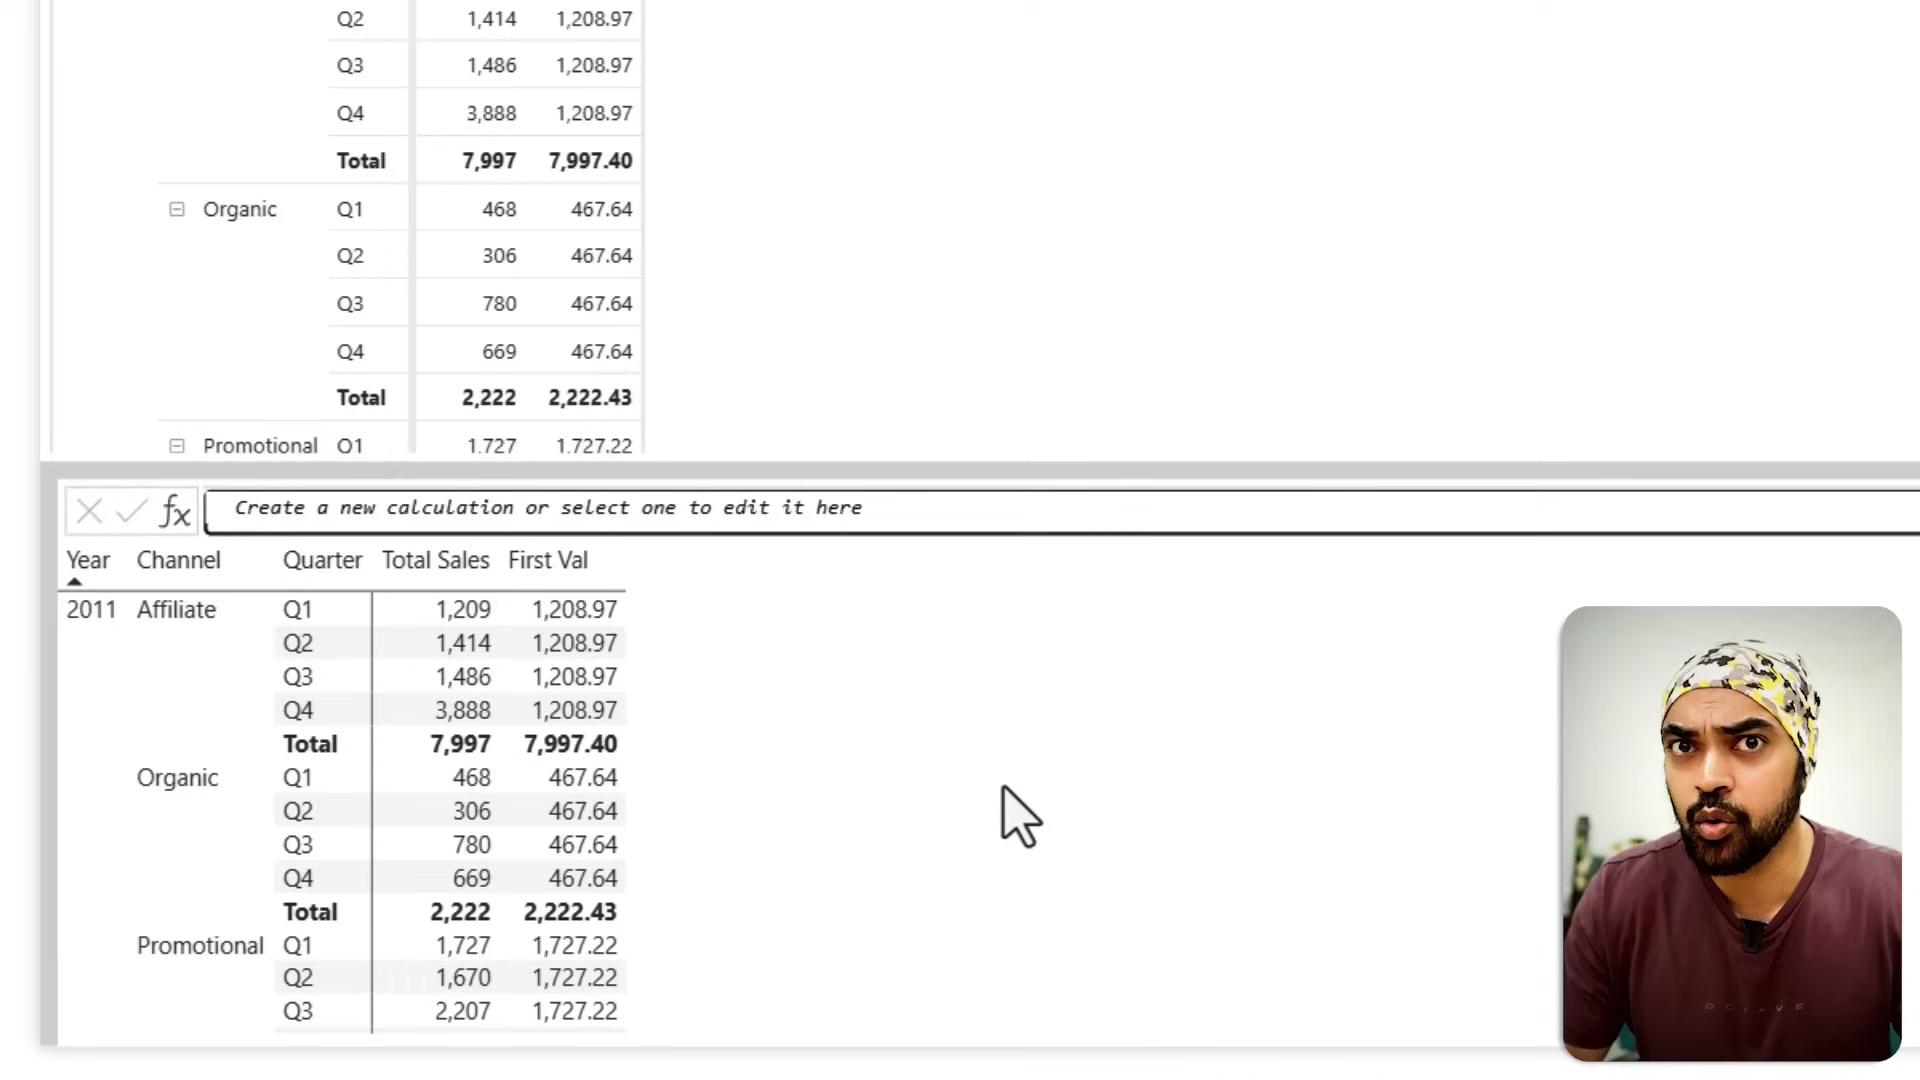 Q2 1,414 1,208.97
Q3 1,486 1,208.97
Q4 3,888 1,208.97
Total 7,997 7,997.40
Organic Q1 468 467.64
Q2 306 467.64
Q3 780 467.64
Q4 669 467.64
Total 2,222 2,222.43
Promotional Q1 1,727 1,727.22
fx Create a new calculation or select one to edit it here
Year Channel Quarter Total Sales First Val
2011 Affiliate Q1 1,209 1,208.97
Q2 1,414 1,208.97
Q3 1,486 1,208.97
Q4 3,888 1,208.97
Total 7,997 7,997.40
Organic Q1 468 467.64
Q2 306 467.64
Q3 780 467.64
Q4 669 467.64
Total 2,222 2,222.43
Promotional Q1 1,727 1,727.22
Q2 1,670 1,727.22
Q3 2,207 1,727.22